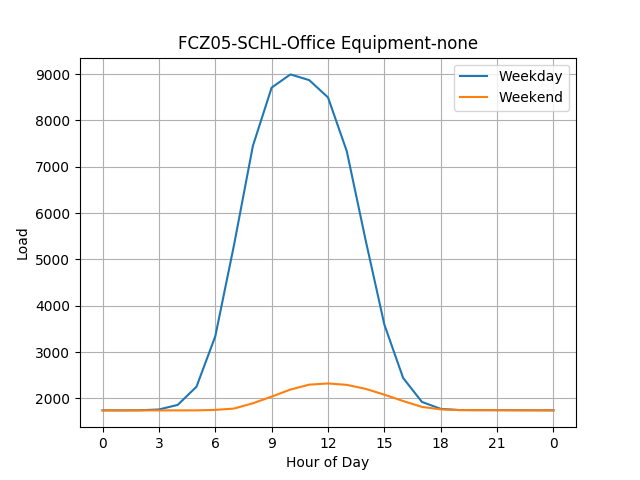 FCZ05-SCHL-Office Equipment-none
Weekday
Weekend
9000
8000
7000
6000
5000
4000
3000
2000
Load
0 3 6 9 12 15 18 21 0
Hour of Day